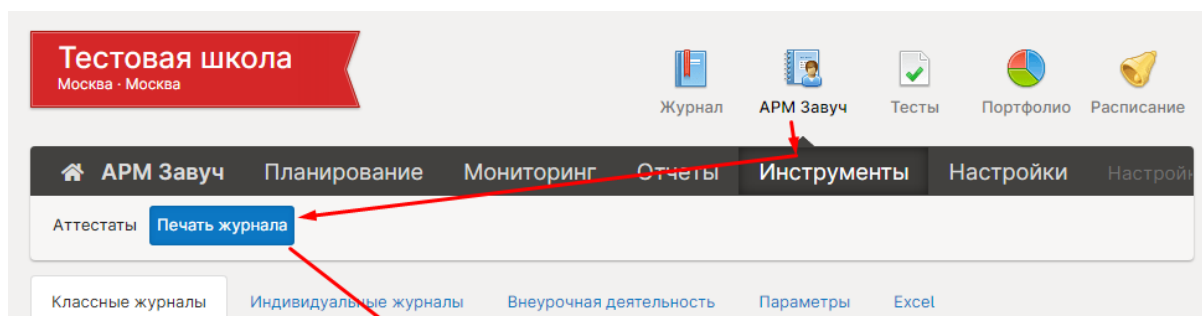 Тестовая школа
Москва · Москва
Журнал АРМ Завуч Тесты Портфолио Расписание
АРМ Завуч Планирование Мониторинг Отчеты Инструменты Настройки
Аттестаты Печать журнала
Классные журналы Индивидуальные журналы Внеурочная деятельность Параметры Excel